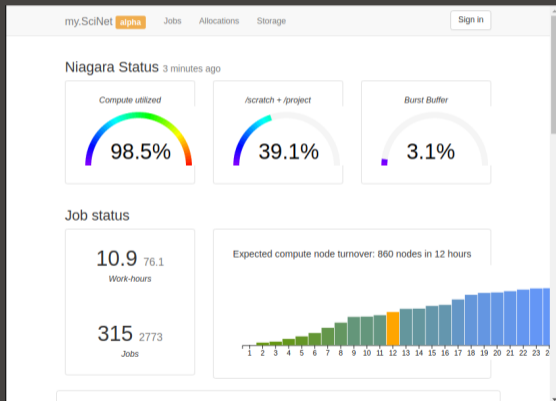 my.SciNet alpha Jobs Allocations Storage Sign in
Niagara Status 3 minutes ago
Compute utilized
98.5%
/scratch + /project
39.1%
Burst Buffer
3.1%
Job status
10.9 76.1
Work-hours
315 2773
Jobs
Expected compute node turnover: 860 nodes in 12 hours
1 2 3 4 5 6 7 8 9 10 11 12 13 14 15 16 17 18 19 20 21 22 23 2